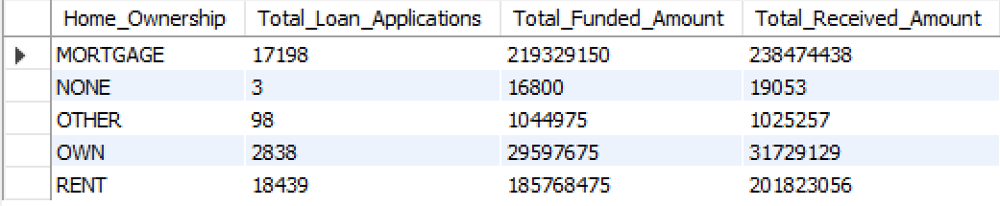 Home_Ownership Total_Loan_Applications Total_Funded_Amount Total_Received_Amount
MORTGAGE 17198 219329150 238474438
NONE 3 16800 19053
OTHER 98 1044975 1025257
OWN 2838 29597675 31729129
RENT 18439 185768475 201823056